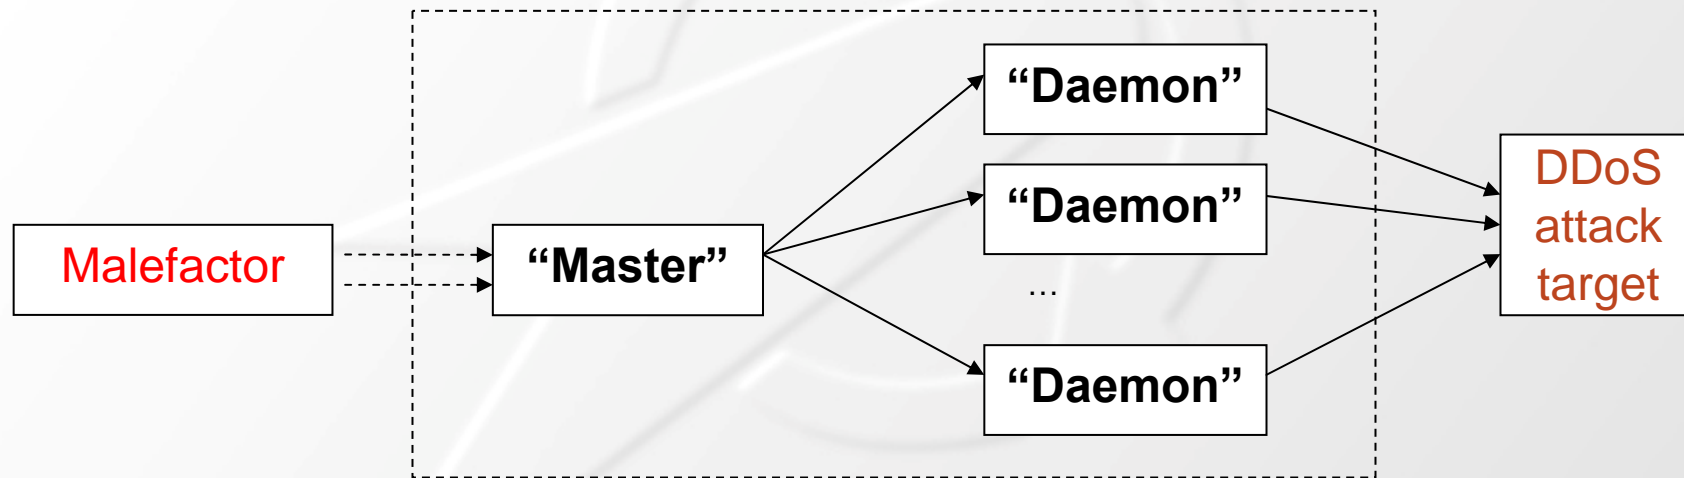 Malefactor
“Master”
“Daemon”
“Daemon”
...
“Daemon”
DDoS
attack
target